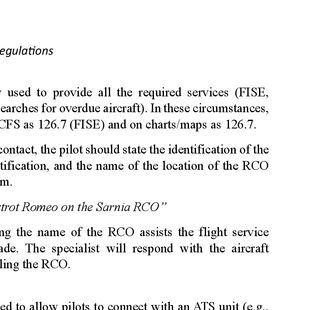 egulations
used to provide all the required services (FISE,
earches for overdue aircraft). In these circumstances,
CFS as 126.7 (FISE) and on charts/maps as 126.7.
contact, the pilot should state the identification of the
tification, and the name of the location of the RCO
m.
trot Romeo on the Sarnia RCO”
ng the name of the RCO assists the flight service
ade. The specialist will respond with the aircraft
ling the RCO.
ed to allow pilots to connect with an ATS unit (e.g.,